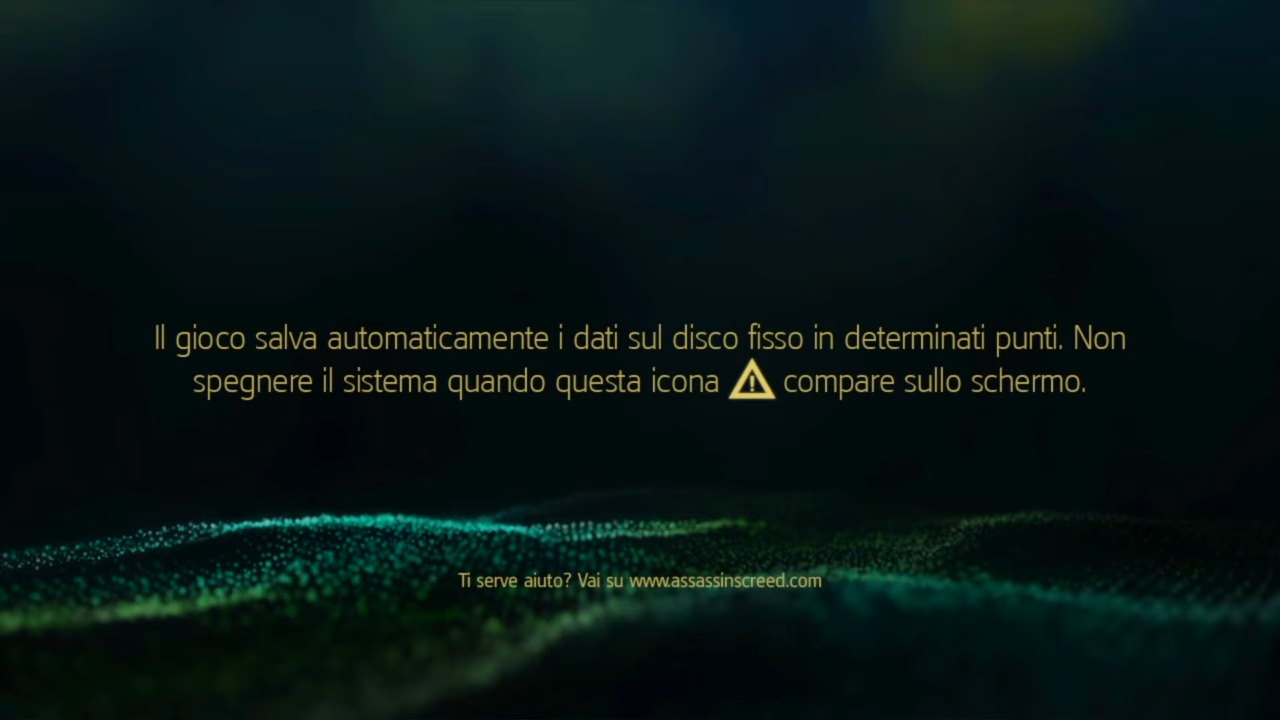 Il gioco salva automaticamente i dati sul disco fisso in determinati punti. Non
spegnere il sistema quando questa icona compare sullo schermo.
Ti serve aiuto? Vai su www.assassinscreed.com